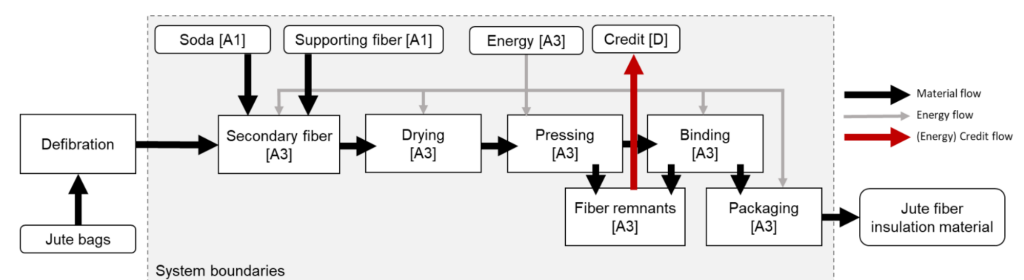 Soda [A1]
Supporting fiber [A1]
Energy [A3]
Credit [D]
Material flow
Energy flow
(Energy) Credit flow
Defibration
Secondary fiber
[A3]
Drying
[A3]
Pressing
[A3]
Binding
[A3]
Fiber remnants
[A3]
Packaging
[A3]
Jute fiber
insulation material
Jute bags
System boundaries